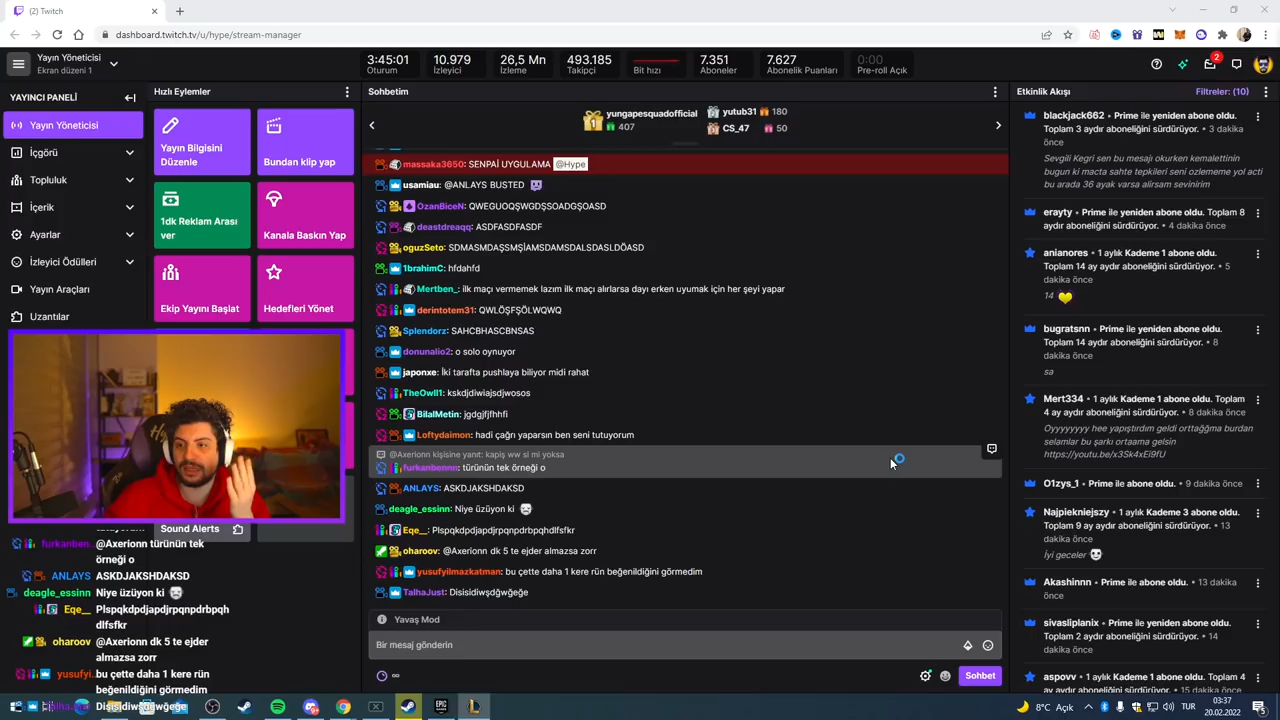 (2) Twitch
dashboard.twitch.tv/u/hype/stream-manager
Yayın Yöneticisi
Ekran düzeni 1
3:45:01
Oturum
10.979
İzleyici
26,5 Mn
İzleme
493.185
Takipçi
Bit hızı
7.351
Aboneler
7.627
Abonelik Puanları
0:00
Pre-roll Açık
2
YAYINCI PANELİ
Yayın Yöneticisi
İçgörü
Topluluk
İçerik
Ayarlar
İzleyici Ödülleri
Yayın Araçları
Uzantılar
Hızlı Eylemler
Yayın Bilgisini
Düzenle
Bundan klip yap
1dk Reklam Arası
ver
Kanala Baskın Yap
Ekip Yayını Başlat
Hedefleri Yönet
Sound Alerts
furkanben: @Axerionn türünün tek
örneği o
ANLAYS ASKDJAKSHDAKSD
deagle_essinn Niye üzüyon ki
Eqe__ Plspqkdpdjapdjrpqnpdrbpqh
dlfsfkr
oharoov @Axerionn dk 5 te ejder
almazsa zorr
yusufyi bu çette daha 1 kere rün
beğenildiğini görmedim
Disisidiwşdğwğeğe
Sohbetim
yungapesquadofficial
1
407
yutub31 180
CS_47 50
massaka3650: SENPAİ UYGULAMA @Hype
usamiau: @ANLAYS BUSTED
OzanBiceN: QWEGUOQŞWGDŞSOADGŞOASD
deastdreaqq: ASDFASDFASDF
oguzSeto: SDMASMDAŞSMŞİAMSDAMSDALSDASLDÖASD
1brahimC: hfdahfd
Mertben_: ilk maçı vermemek lazım ilk maçı alırlarsa dayı erken uyumak için her şeyi yapar
derintotem31: QWLÖŞFŞÖLWQWQ
Splendorz: SAHCBHASCBNSAS
donunalio2: o solo oynuyor
japonxe: İki tarafta pushlaya biliyor midi rahat
TheOwll1: kskdjdiwiajsdjwosos
BilalMetin: jgdgjfjfhhfi
Loftydaimon: hadi çağrı yaparsın ben seni tutuyorum
@Axerionn kişisine yanıt: kapiş ww si mi yoksa
furkanbennn: türünün tek örneği o
ANLAYS: ASKDJAKSHDAKSD
deagle_essinn: Niye üzüyon ki
Eqe__: Plspqkdpdjapdjrpqnpdrbpqhdlfsfkr
oharoov: @Axerionn dk 5 te ejder almazsa zorr
yusufyilmazkatman: bu çette daha 1 kere rün beğenildiğini görmedim
TalhaJust: Disisidiwşdğwğeğe
Yavaş Mod
Bir mesaj gönderin
∞
Sohbet
Etkinlik Akışı
Filtreler: (10)
blackjack662 • Prime ile yeniden abone oldu.
Toplam 3 aydır aboneliğini sürdürüyor. • 3 dakika
önce
Sevgili Kegri sen bu mesajı okurken kemalettinin
bugun ki macta sahte tepkileri seni ozlememe yol acti
bu arada 36 ayak varsa alirsam sevinirim
erayty • Prime ile yeniden abone oldu. Toplam 8
aydır aboneliğini sürdürüyor. • 4 dakika önce
anianores • 1 aylık Kademe 1 abone oldu.
Toplam 14 ay aydır aboneliğini sürdürüyor. • 5
dakika önce
14
bugratsnn • Prime ile yeniden abone oldu.
Toplam 14 aydır aboneliğini sürdürüyor. • 8
dakika önce
sa
Mert334 • 1 aylık Kademe 1 abone oldu. Toplam
4 ay aydır aboneliğini sürdürüyor. • 8 dakika önce
Oyyyyyyy hee yapıştırdım geldi orttağğma burdan
selamlar bu şarkı ortaama gelsin
https://youtu.be/x3Sk4xEi9fU
O1zys_1 • Prime ile abone oldu. • 9 dakika önce
Najpiekniejszy • 1 aylık Kademe 3 abone oldu.
Toplam 9 ay aydır aboneliğini sürdürüyor. • 13
dakika önce
İyi geceler
Akashinnn • Prime ile abone oldu. • 13 dakika
önce
sivasliplanix • Prime ile yeniden abone oldu.
Toplam 2 aydır aboneliğini sürdürüyor. • 14
dakika önce
aspovv • 1 aylık Kademe 1 abone oldu. Toplam 4
ay aydır aboneliğini sürdürüyor. • 15 dakika önce
8°C Açık
TUR
03:37
20.02.2022
5